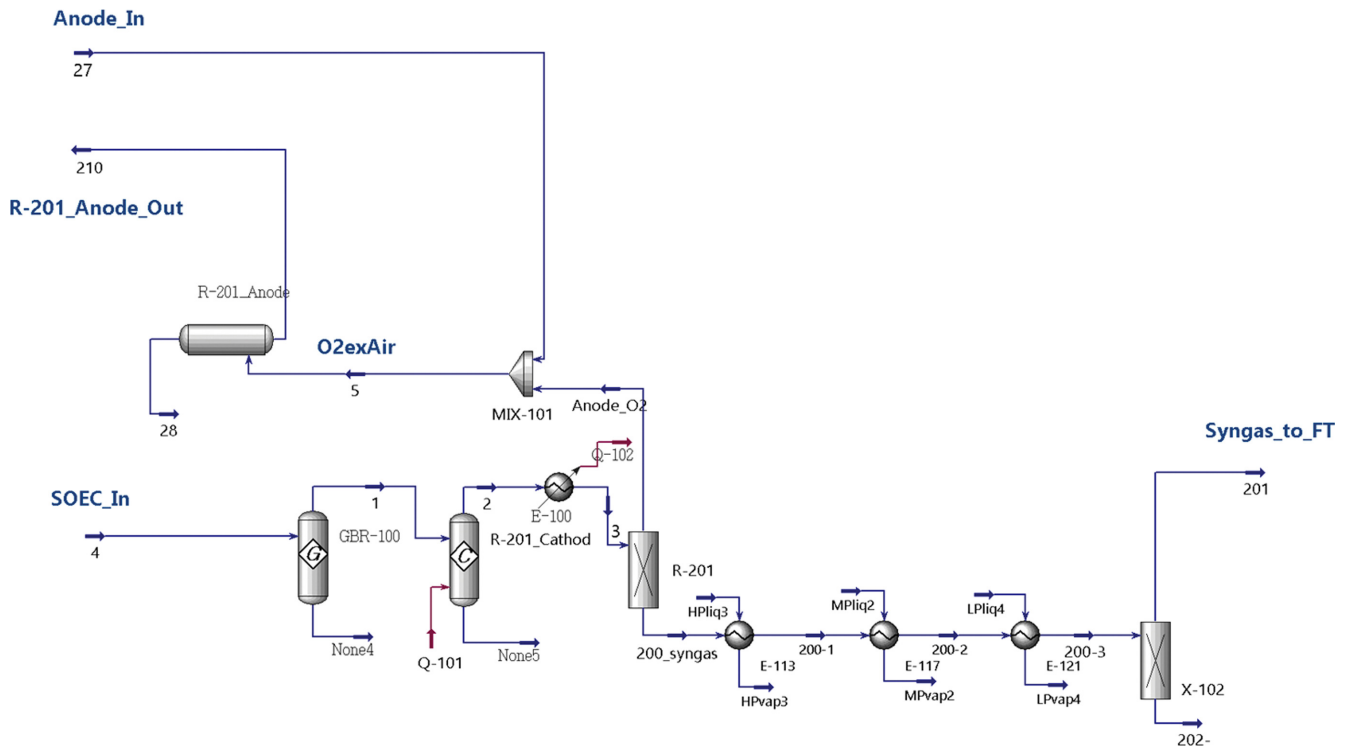 Anode_In
27
210
R-201_Anode_Out
R-201_Anode
O2exAir
5
MIX-101
Anode_O2
28
Syngas_to_FT
201
Q-102
SOEC_In
4
1
GBR-100
G
2
C
E-100
R-201_Cathod
3
R-201
None4
Q-101
None5
HPliq3
MPliq2
LPliq4
200_syngas
E-113
200-1
E-117
200-2
E-121
200-3
HPvap3
MPvap2
LPvap4
X-102
202-